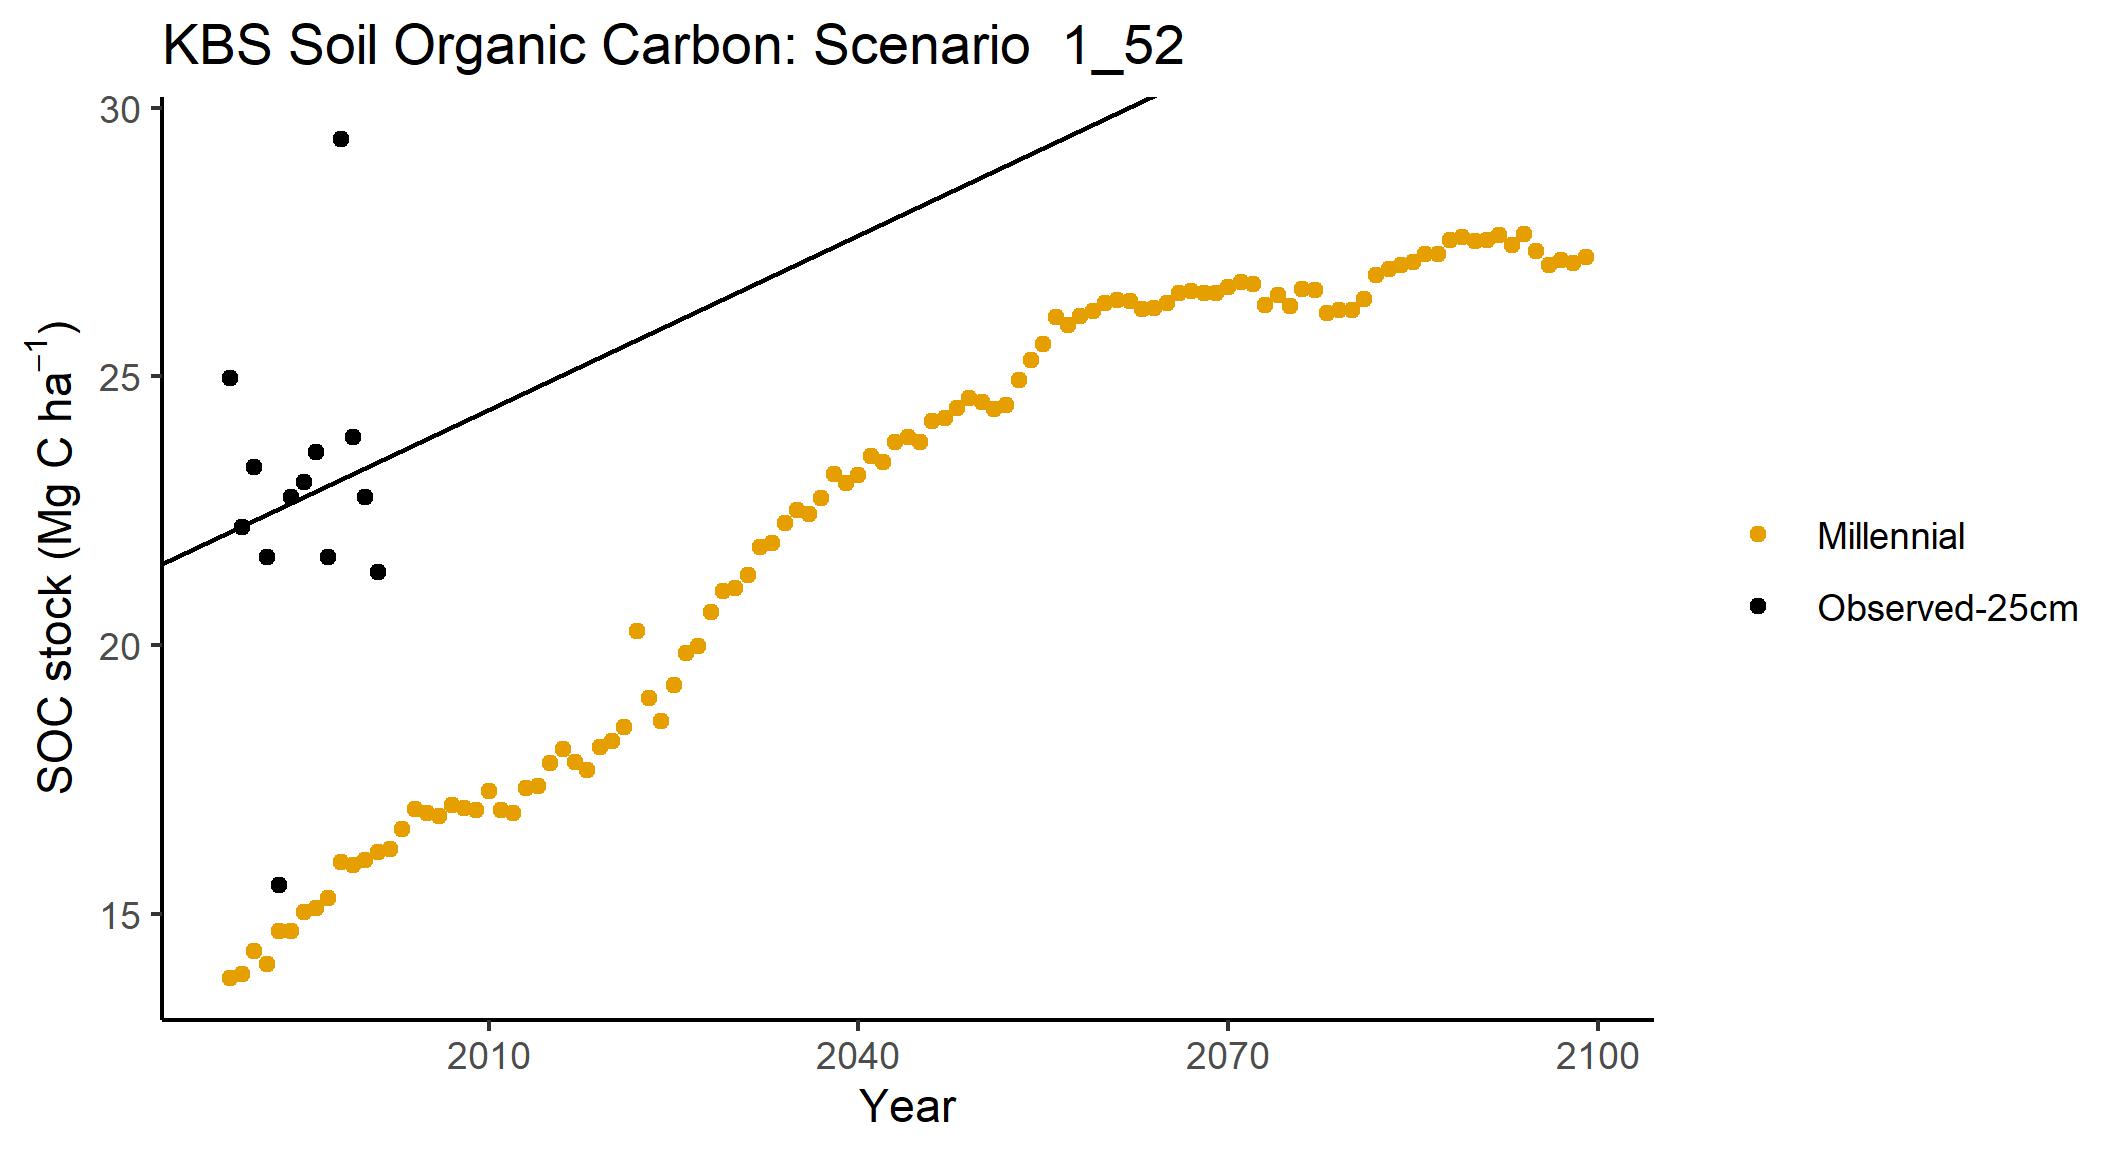 KBS Soil Organic Carbon: Scenario  1_52
SOC stock (Mg C ha⁻¹)
30
25
20
15
2010
2040
2070
2100
Year
Millennial
Observed-25cm